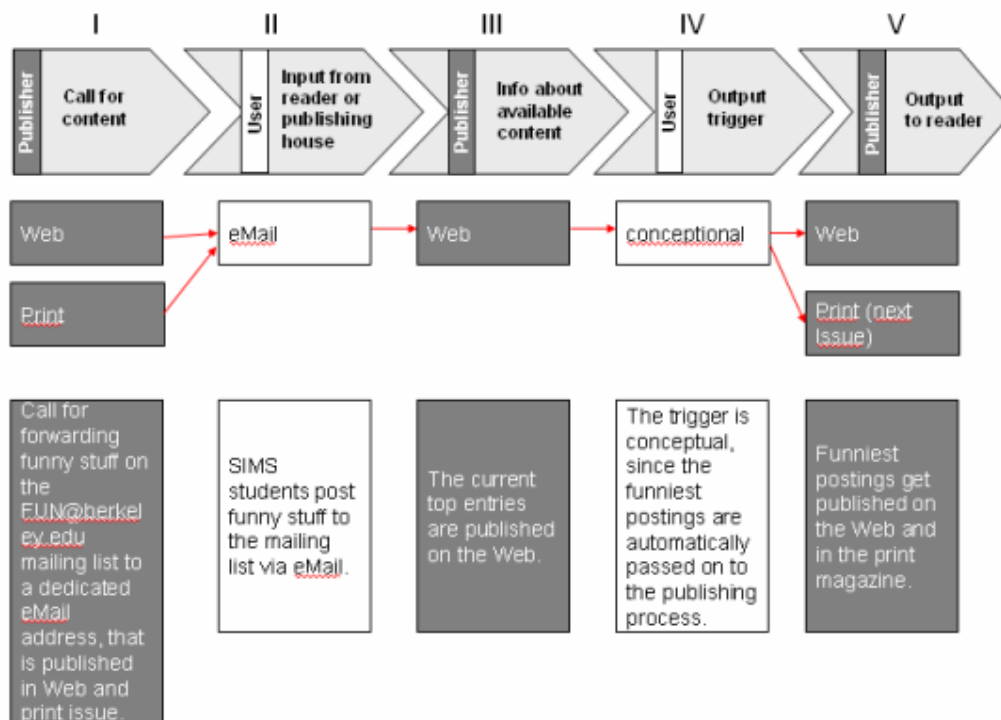 I
II
III
IV
V
Publisher
Call for
content
User
Input from
reader or
publishing
house
Publisher
Info about
available
content
User
Output
trigger
Publisher
Output
to reader
Web
eMail
Web
conceptional
Web
Print
Print (next
Issue)
Call for
forwarding
funny stuff on
the
F.U.N@berkel
ey.edu
mailing list to
a dedicated
eMail
address, that
is published
in Web and
print issue.
SIMS
students post
funny stuff to
the mailing
list via eMail.
The current
top entries
are published
on the Web.
The trigger is
conceptual,
since the
funniest
postings are
automatically
passed on to
the publishing
process.
Funniest
postings get
published on
the Web and
in the print
magazine.